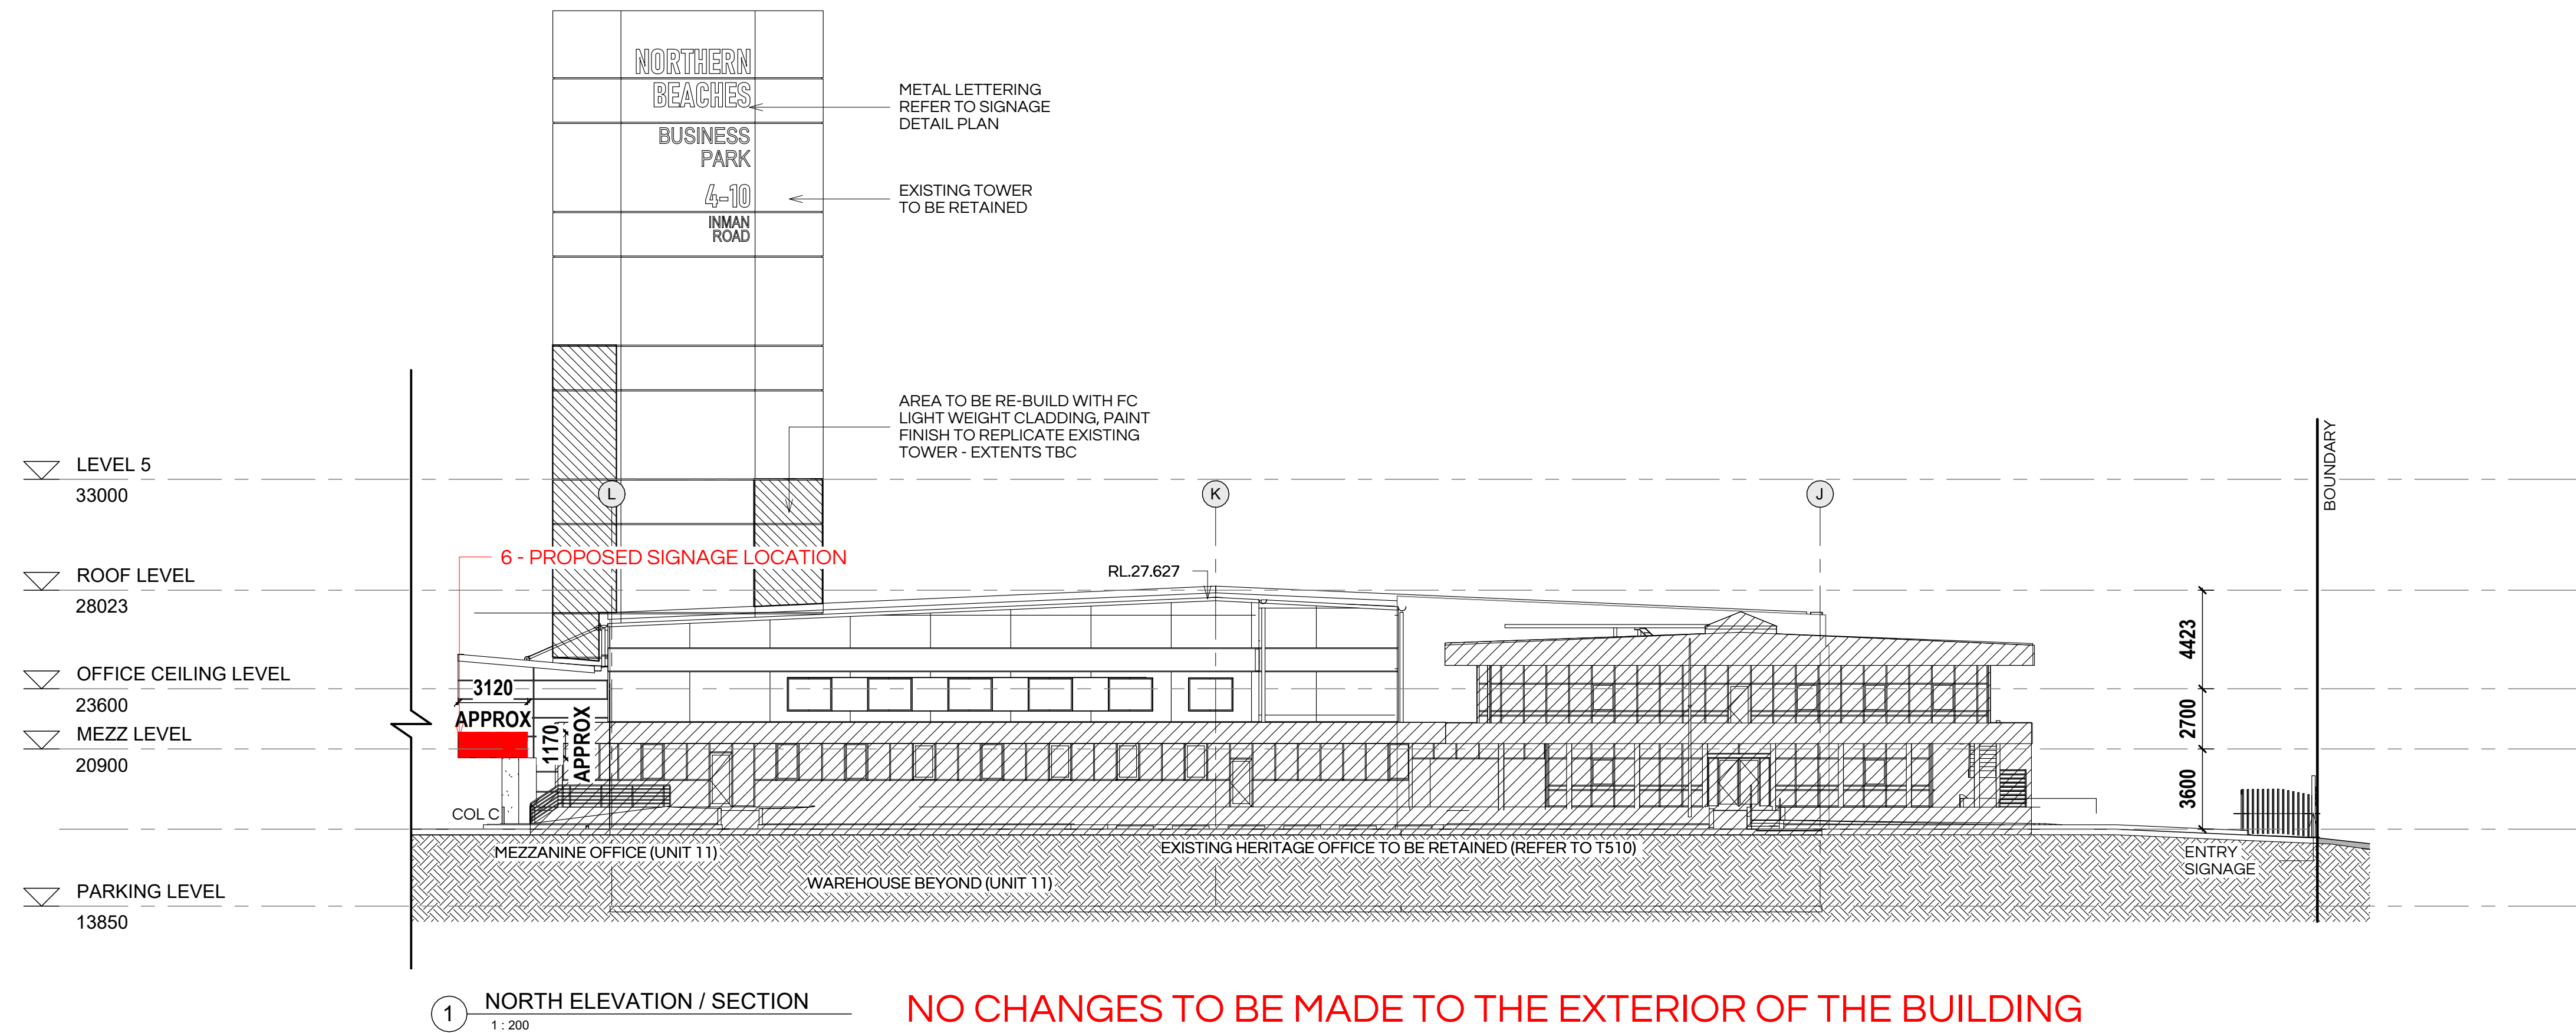 NORTHERN
BEACHES
BUSINESS
PARK
4-10
INMAN
ROAD
METAL LETTERING
REFER TO SIGNAGE
DETAIL PLAN
EXISTING TOWER
TO BE RETAINED
AREA TO BE RE-BUILD WITH FC
LIGHT WEIGHT CLADDING, PAINT
FINISH TO REPLICATE EXISTING
TOWER - EXTENTS TBC
BOUNDARY
LEVEL 5
33000
L
K
J
6 - PROPOSED SIGNAGE LOCATION
RL.27.627
ROOF LEVEL
28023
4423
OFFICE CEILING LEVEL
23600
3120
APPROX
1170
APPROX
2700
MEZZ LEVEL
20900
3600
COL C
MEZZANINE OFFICE (UNIT 11)
EXISTING HERITAGE OFFICE TO BE RETAINED (REFER TO T510)
ENTRY
SIGNAGE
WAREHOUSE BEYOND (UNIT 11)
PARKING LEVEL
13850
1
NORTH ELEVATION / SECTION
1 : 200
NO CHANGES TO BE MADE TO THE EXTERIOR OF THE BUILDING